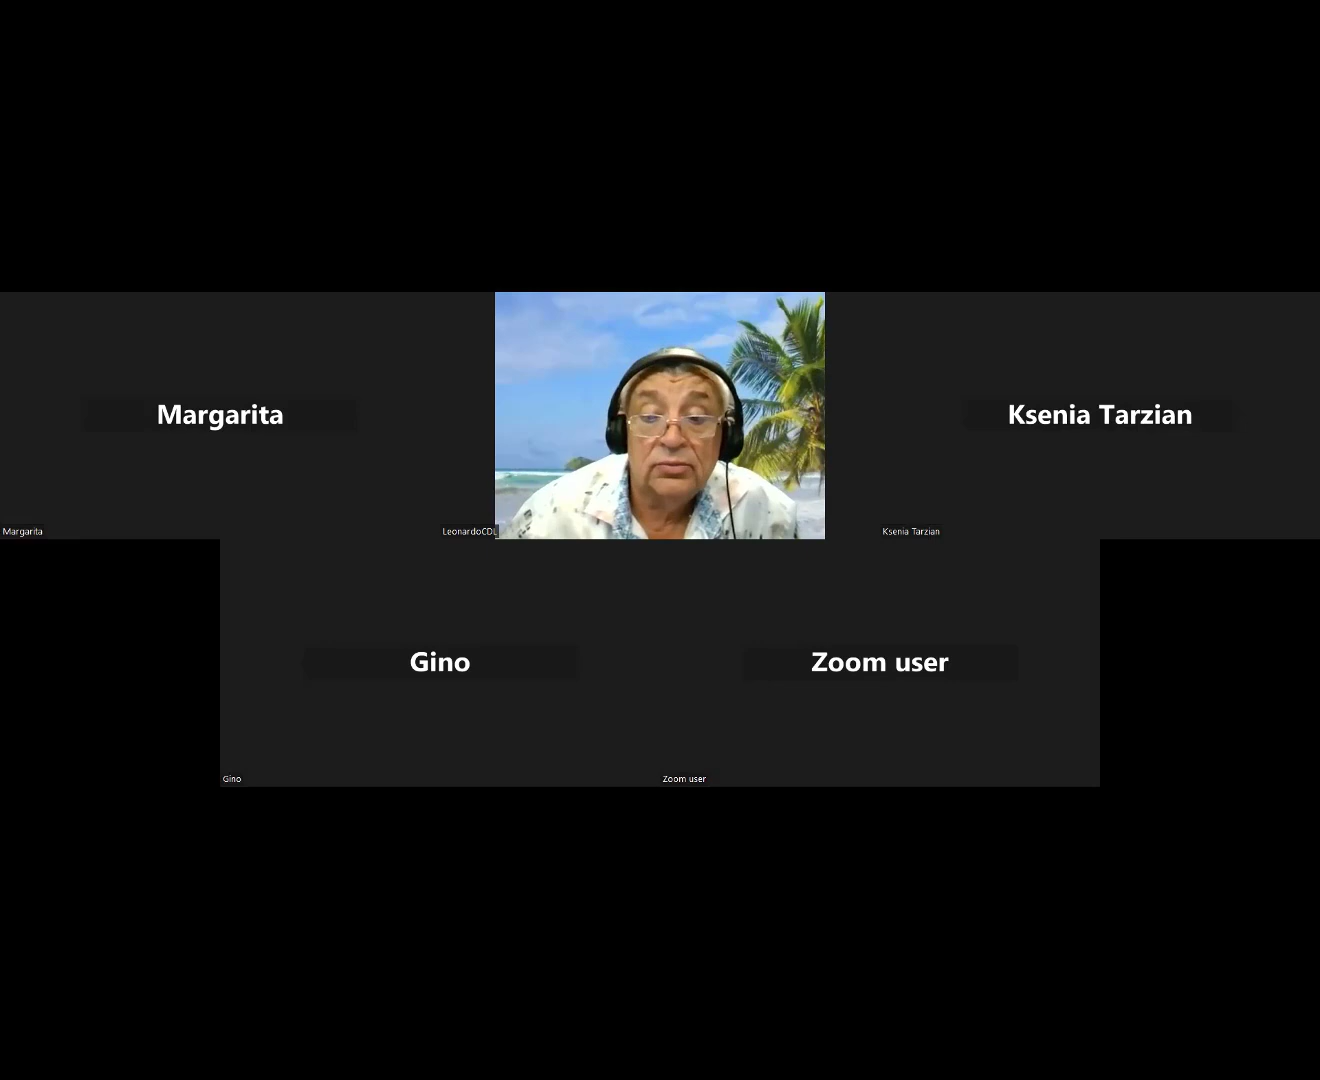 Margarita
Ksenia Tarzian
Margarita
LeonardoCDL
Ksenia Tarzian
Gino
Zoom user
Gino
Zoom user